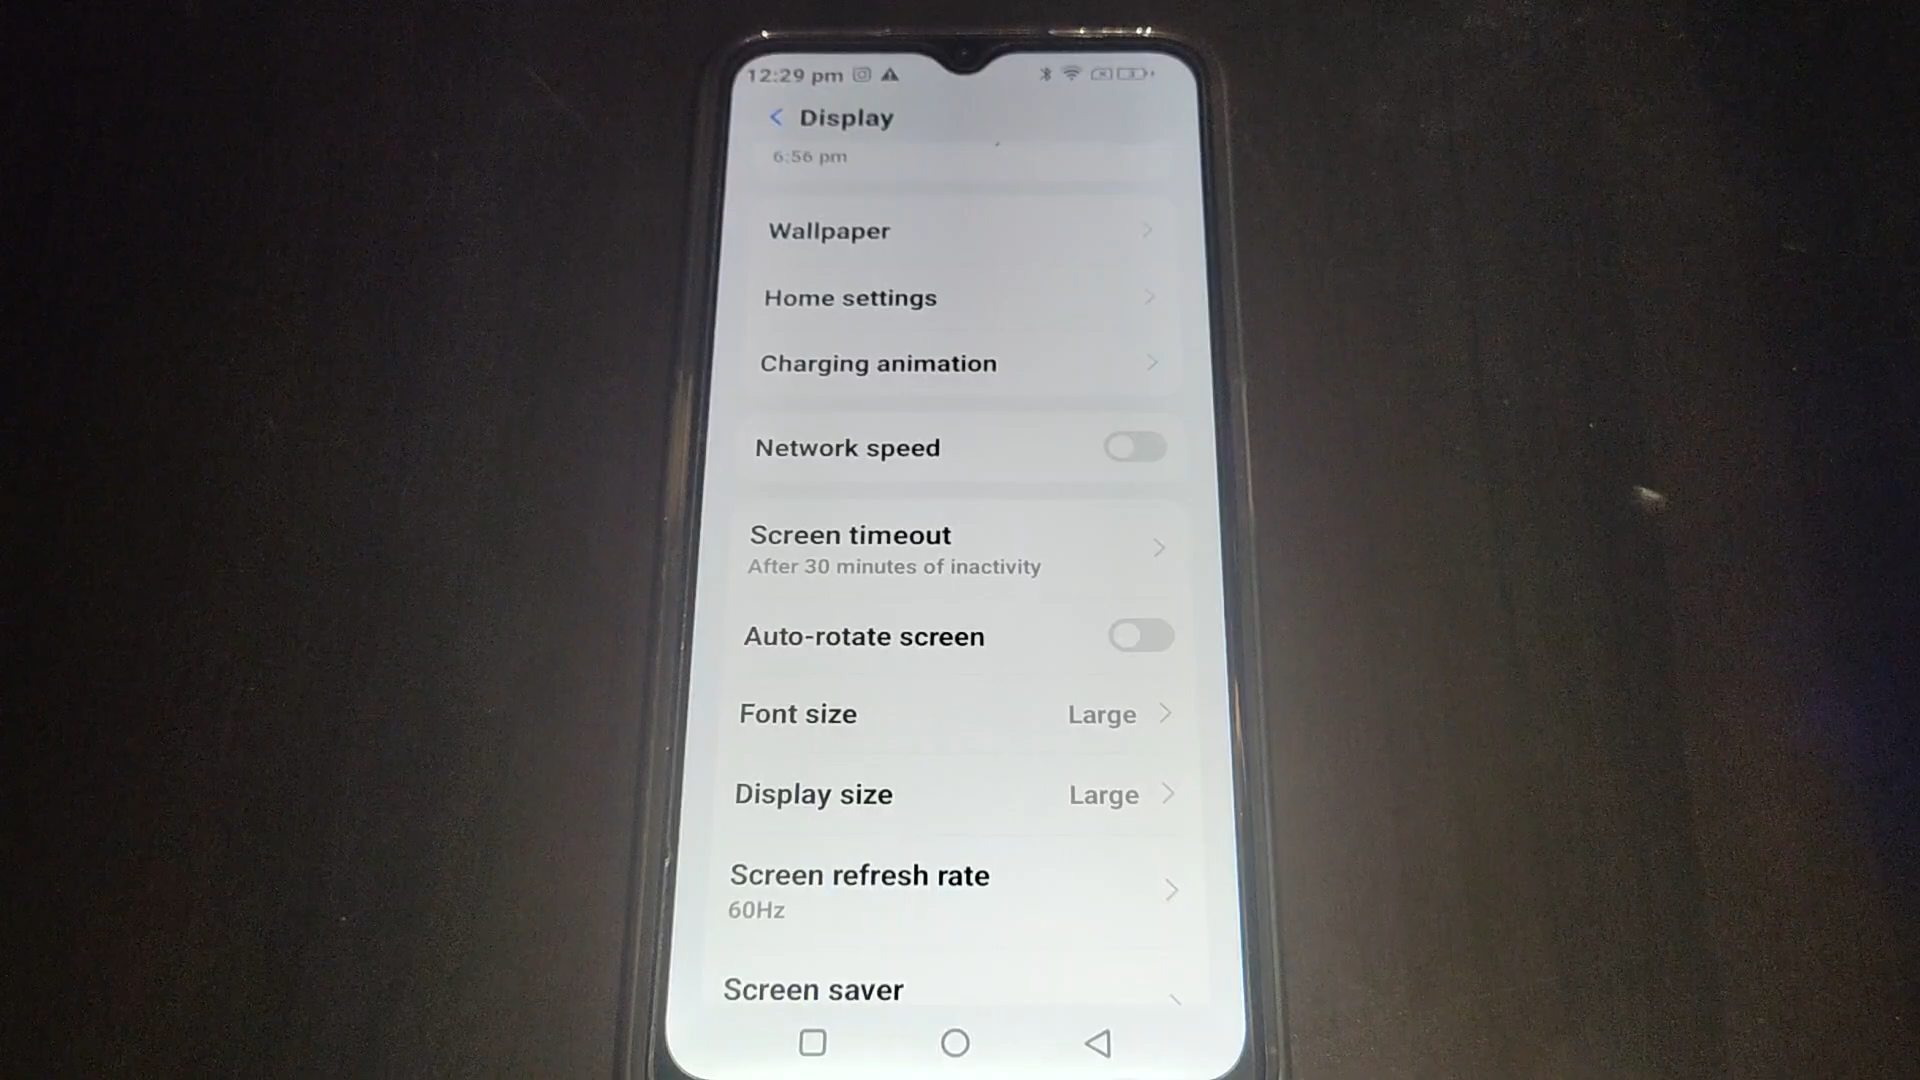 12:29 pm
Display
6:56 pm
Wallpaper
Home settings
Charging animation
Network speed
Screen timeout
After 30 minutes of inactivity
Auto-rotate screen
Font size Large
Display size Large
Screen refresh rate
60Hz
Screen saver